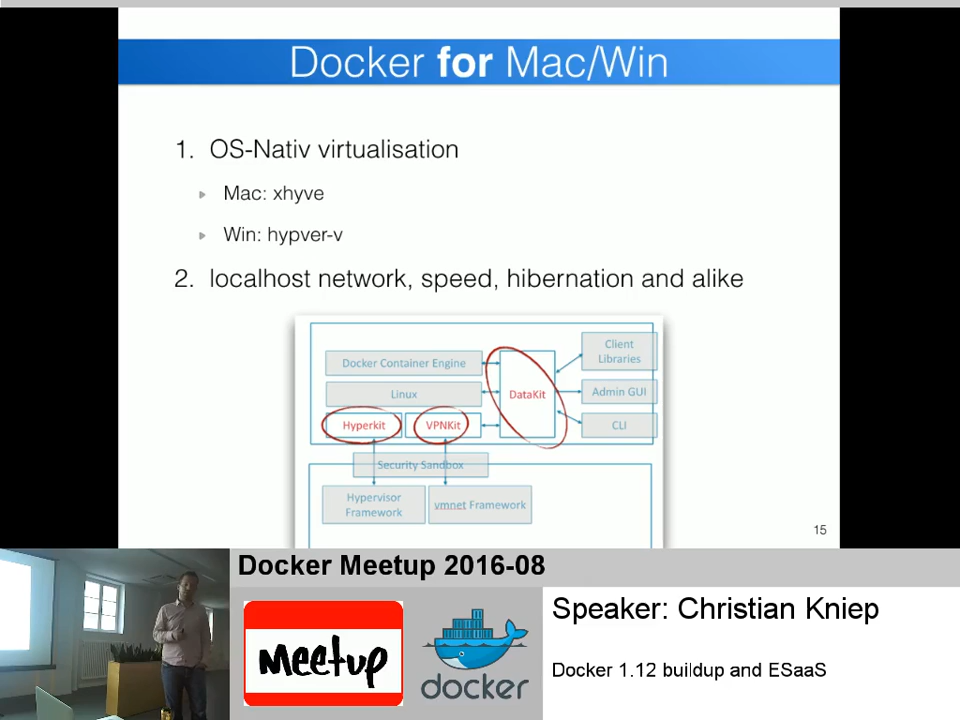 Docker for Mac/Win
1. OS-Nativ virtualisation
Mac: xhyve
Win: hypver-v
2. localhost network, speed, hibernation and alike
Docker Container Engine
Linux
Hyperkit
VPNKit
DataKit
Client
Libraries
Admin GUI
CLI
Security Sandbox
Hypervisor
Framework
vmnet Framework
15
Docker Meetup 2016-08
Meetup
docker
Speaker: Christian Kniep
Docker 1.12 buildup and ESaaS